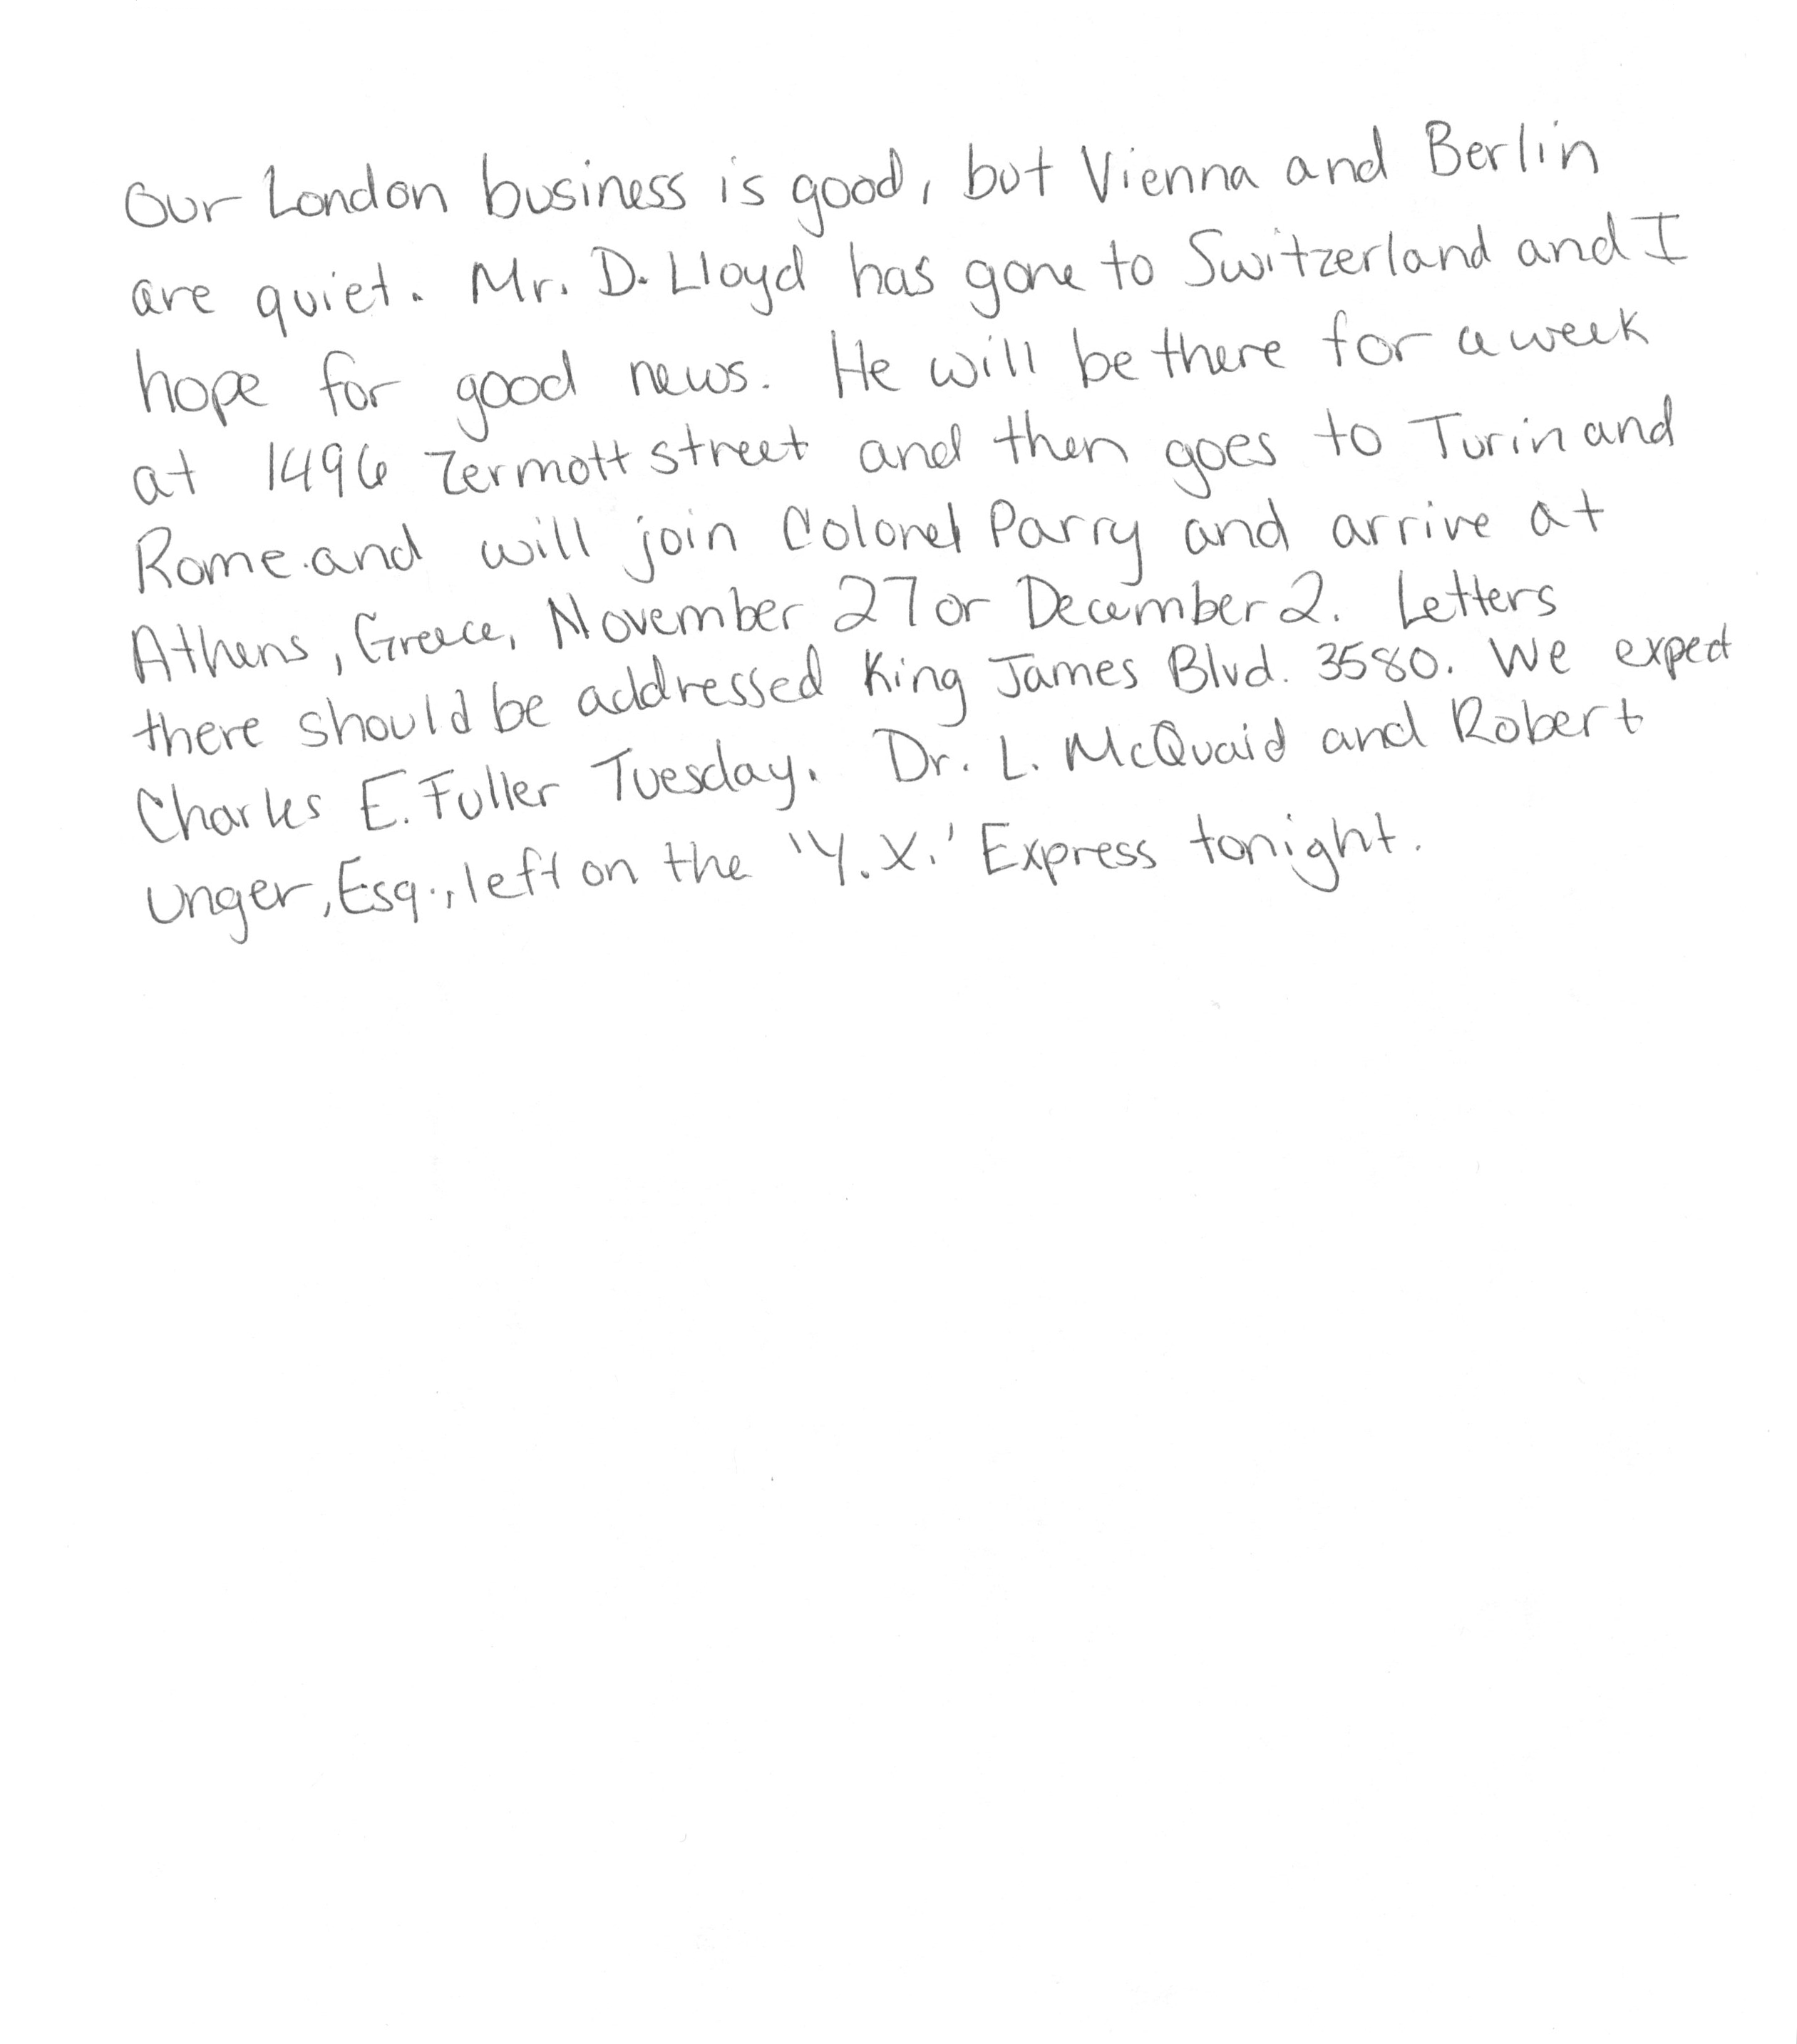 Our London business is good, but Vienna and Berlin
are quiet. Mr. D. Lloyd has gone to Switzerland and I
hope for good news. He will be there for a week
at 1496 Zermott street and then goes to Turin and
Rome and will join Colonel Parry and arrive at
Athens, Greece, November 27 or December 2. Letters
there should be addressed King James Blvd. 3580. We expect
Charles E. Fuller Tuesday. Dr. L. McQuaid and Robert
Unger, Esq., left on the 'Y.X.' Express tonight.